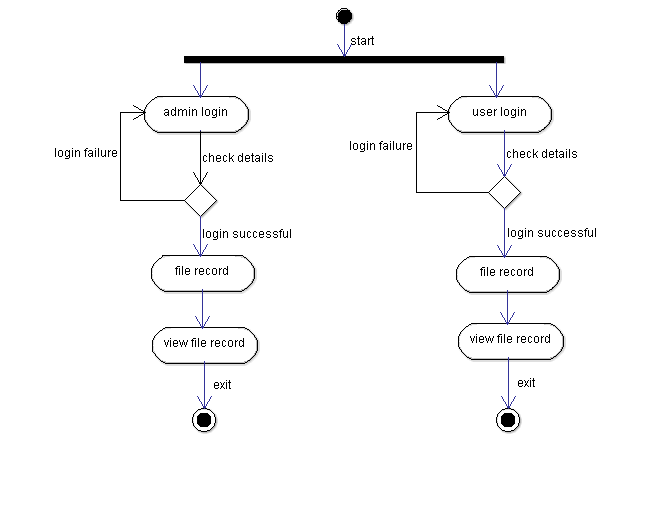 start
admin login
user login
login failure
check details
login failure
check details
login successful
login successful
file record
file record
view file record
view file record
exit
exit